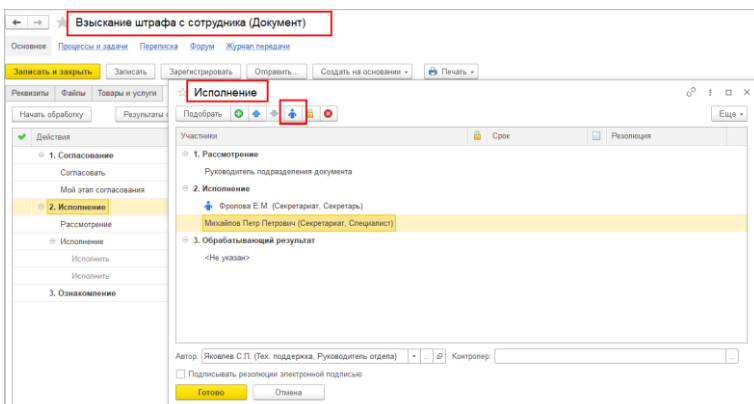 Взыскание штрафа с сотрудника (Документ)
Основное Процессы и задачи Переписка Форум Журнал передачи
Записать и закрыть Записать Зарегистрировать Отправить... Создать на основании Печать
Реквизиты Файлы Товары и услуги
Исполнение
Начать обработку Результаты
Подобрать Еще
Действия
Участники Срок Резолюция
1. Согласование
Согласовать
Мой этап согласования
2. Исполнение
Рассмотрение
Исполнение
Исполнить
Исполнить
3. Ознакомление
1. Рассмотрение
Руководитель подразделения документа
2. Исполнение
Фролова Е.М. (Секретариат, Секретарь)
Михайлов Петр Петрович (Секретариат, Специалист)
3. Обрабатывающий результат
<Не указан>
Автор: Яковлев С.П. (Тех. поддержка, Руководитель отдела) Контролер:
Подписывать резолюции электронной подписью
Готово Отмена